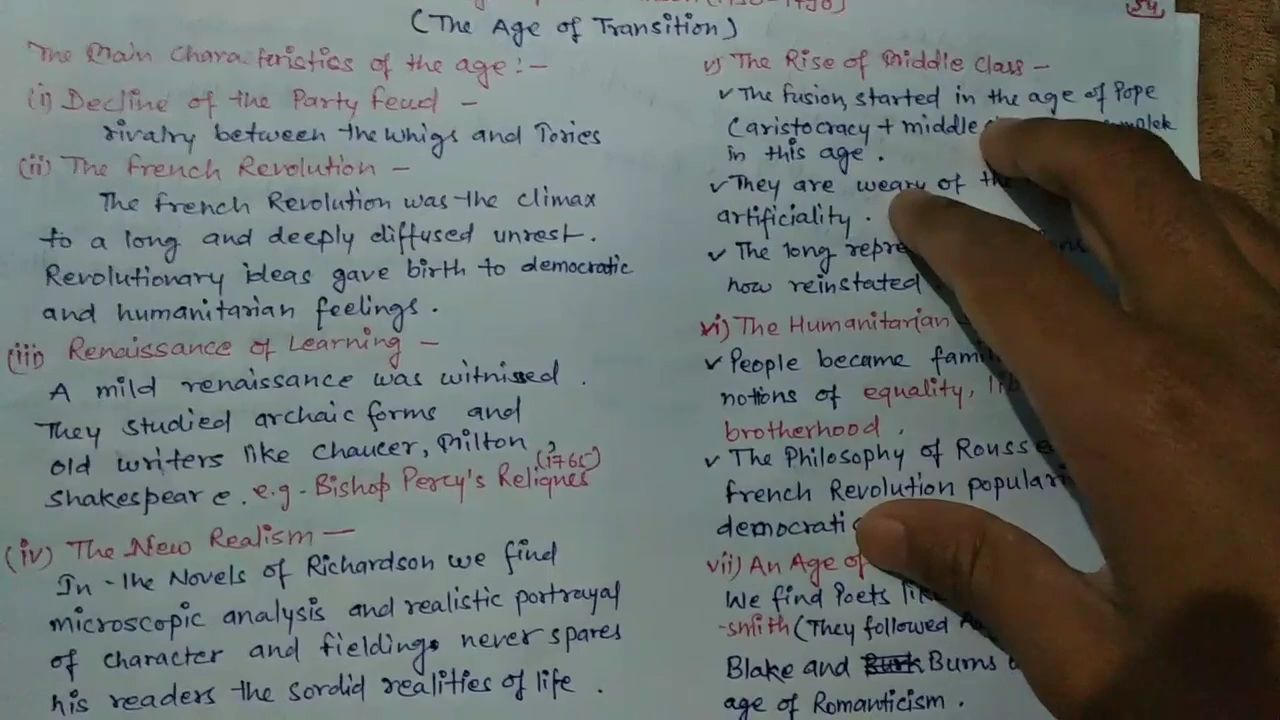 (The Age of Transition)
The Main Characteristics of the age:-
(i) Decline of the Party feud -
rivalry between the whigs and Tories
(ii) The French Revolution -
The French Revolution was the climax
to a long and deeply diffused unrest.
Revolutionary ideas gave birth to democratic
and humanitarian feelings.
(iii) Renaissance of Learning -
A mild renaissance was witnissed.
They studied archaic forms and
old writers like Chaucer, Milton,
Shakespeare. e.g - Bishop Percy's Reliques (1765)
(iv) The New Realism -
In the Novels of Richardson we find
microscopic analysis and realistic portrayal
of character and fielding never spares
his readers the sordid realities of life.
v) The Rise of Middle Class -
✓ The fusion, started in the age of Pope
(aristocracy + middle
in this age.
✓ They are weary of
artificiality.
✓ The long
now reinstated
vi) The Humanitarian
✓ People became
notions of equality,
brotherhood.
✓ The Philosophy of
French Revolution
vii) An Age of
We find Poets
-smith (They followed
Blake and Burns
age of Romanticism.